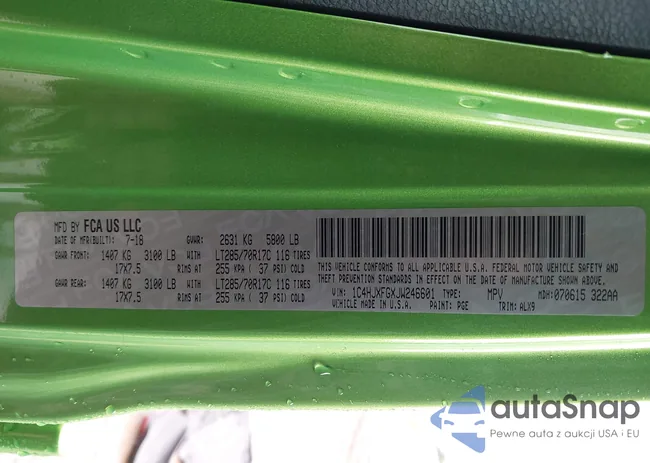 MFD BY FCA US LLC
DATE OF MFR(BUILT): 7-18 GVWR: 2631 KG 5800 LB
GAWR FRONT: 1407 KG 3100 LB WITH LT285/70R17C 116 TIRES
17X7.5 RIMS AT 255 KPA ( 37 PSI) COLD
GAWR REAR: 1407 KG 3100 LB WITH LT285/70R17C 116 TIRES
17X7.5 RIMS AT 255 KPA ( 37 PSI) COLD
THIS VEHICLE CONFORMS TO ALL APPLICABLE U.S.A. FEDERAL MOTOR VEHICLE SAFETY
AND THEFT PREVENTION STANDARDS IN EFFECT ON THE DATE OF MANUFACTURE SHOWN ABOVE.
VIN: 1C4HJXFGXJW246601 TYPE: MPV MDH: 070615 322AA
VEHICLE MADE IN U.S.A. PAINT: PGE TRIM: ALX9
autaSnap
Pewne auta z aukcji USA i EU